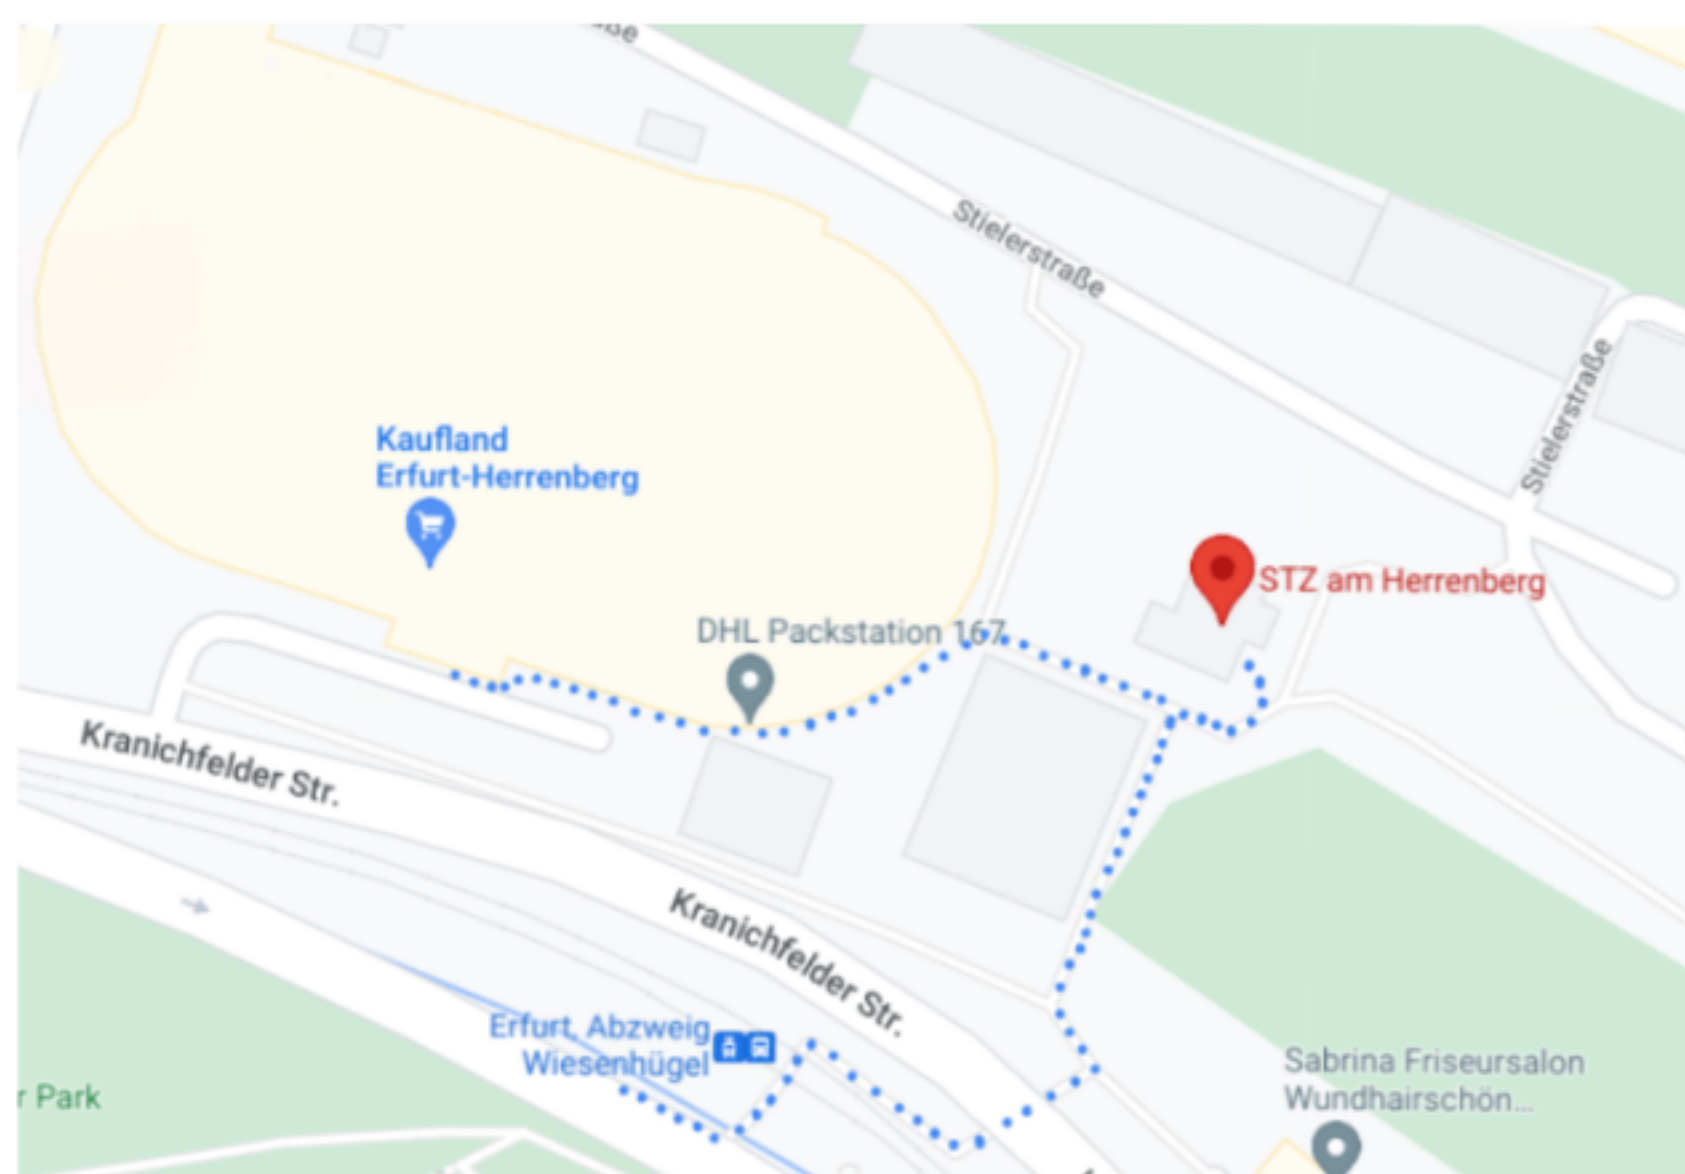 Stielerstraße
Stielerstraße
Kaufland
Erfurt-Herrenberg
STZ am Herrenberg
DHL Packstation 167
Kranichfelder Str.
Kranichfelder Str.
Erfurt, Abzweig
Wiesenhügel
Sabrina Friseursalon
Wundhairschön...
r Park